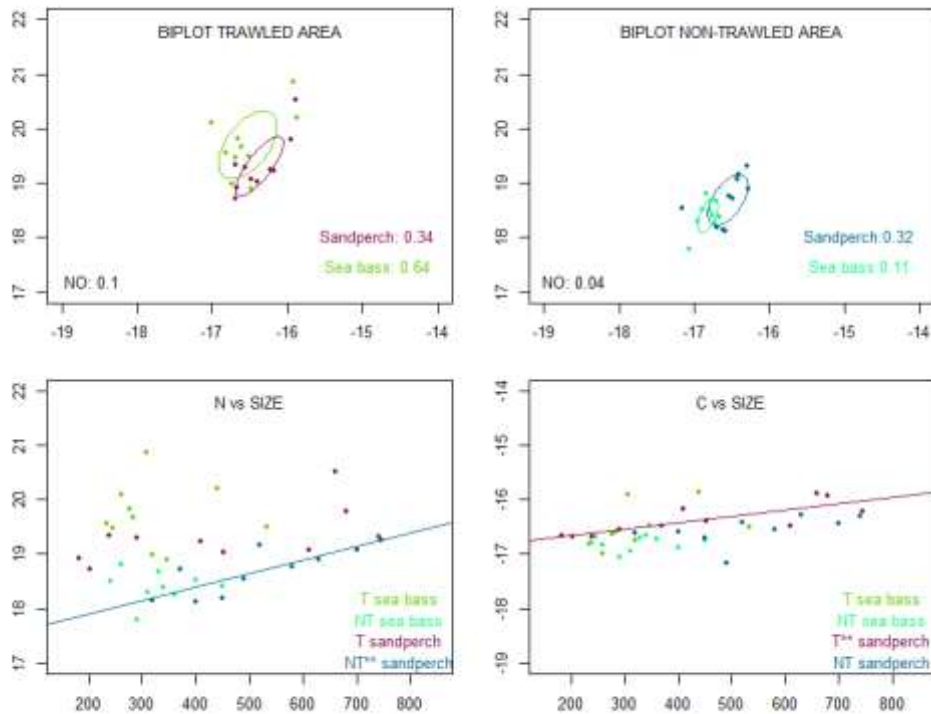 BIPLOT TRAWLED AREA
22
21
20
19
18
17
Sandperch: 0.34
Sea bass: 0.64
NO: 0.1
-19 -18 -17 -16 -15 -14
BIPLOT NON-TRAWLED AREA
22
21
20
19
18
17
Sandperch:0.32
Sea bass:0.11
NO: 0.04
-19 -18 -17 -16 -15 -14
N vs SIZE
22
21
20
19
18
17
T sea bass
NT sea bass
T sandperch
NT** sandperch
200 300 400 500 600 700 800
C vs SIZE
-14
-15
-16
-17
-18
-19
T sea bass
NT sea bass
T** sandperch
NT sandperch
200 300 400 500 600 700 800